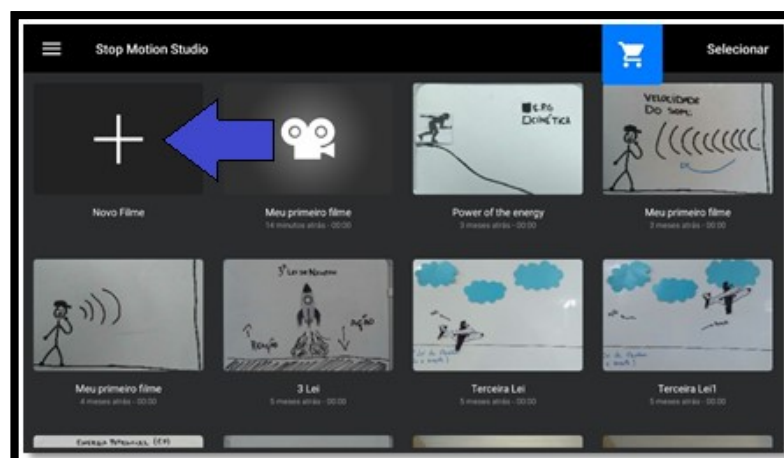 Stop Motion Studio
Selecionar
Novo Filme
Meu primeiro filme
14 minutos atrás - 00:00
Power of the energy
3 meses atrás - 00:00
Meu primeiro filme
3 meses atrás - 00:00
CINÉTICA
VELOCIDADE
DO SOM
Meu primeiro filme
4 meses atrás - 00:00
3ª LEI DE NEWTON
REAÇÃO
AÇÃO
3 Lei
5 meses atrás - 00:00
Terceira Lei
5 meses atrás - 00:00
Terceira Lei1
5 meses atrás - 00:00
ENERGIA POTENCIAL